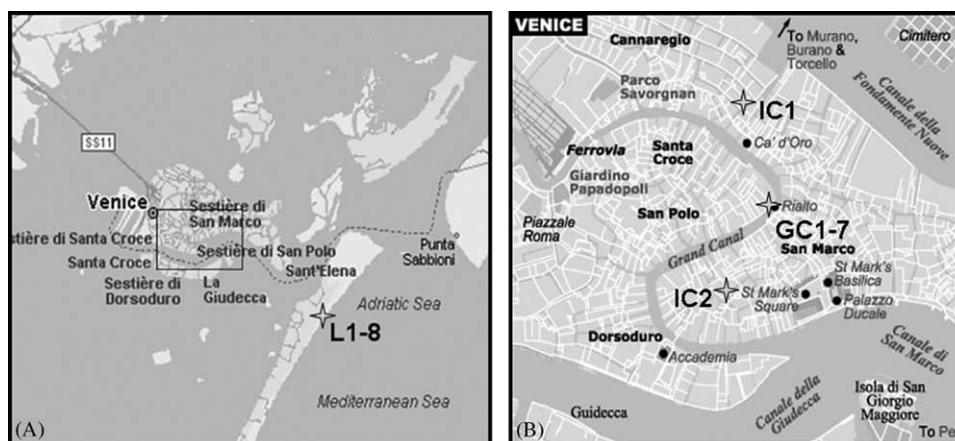 SS11
Venice
Sestière di
San Marco
estière di Santa Croce
Sestière di San Polo
Santa Croce
Sant'Elena
Sestière di
Dorsoduro
La
Giudecca
Punta
Sabbioni
Adriatic Sea
L1-8
Mediterranean Sea
(A)
VENICE
Cannaregio
To Murano,
Burano &
Torcello
Cimitero
Parco
Savorgnan
IC1
Canale della
Fondamente Nuove
Ca' d'Oro
Ferrovia
Santa
Croce
Giardino
Papadopoli
Rialto
San Polo
Piazzale
Roma
GC1-7
San Marco
Grand Canal
St Mark's
Basilica
IC2
St Mark's
Square
Palazzo
Ducale
Dorsoduro
Accademia
Canale di
San Marco
Canale della
Giudecca
Isola di San
Giorgio
Maggiore
Guidecca
To Pe
(B)